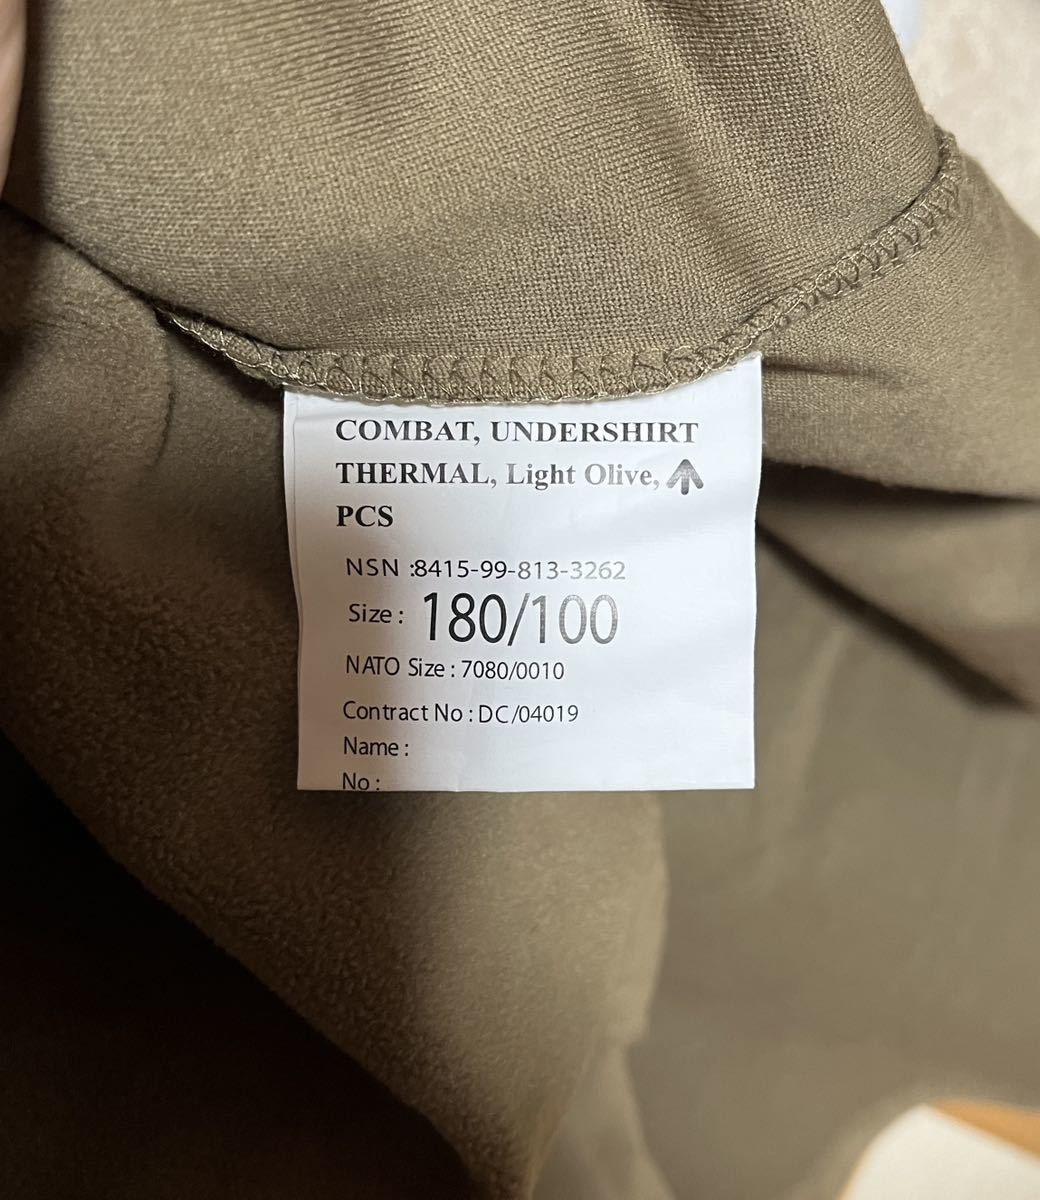 COMBAT, UNDERSHIRT
THERMAL, Light Olive,
PCS
NSN :8415-99-813-3262
Size : 180/100
NATO Size : 7080/0010
Contract No : DC/04019
Name :
No :